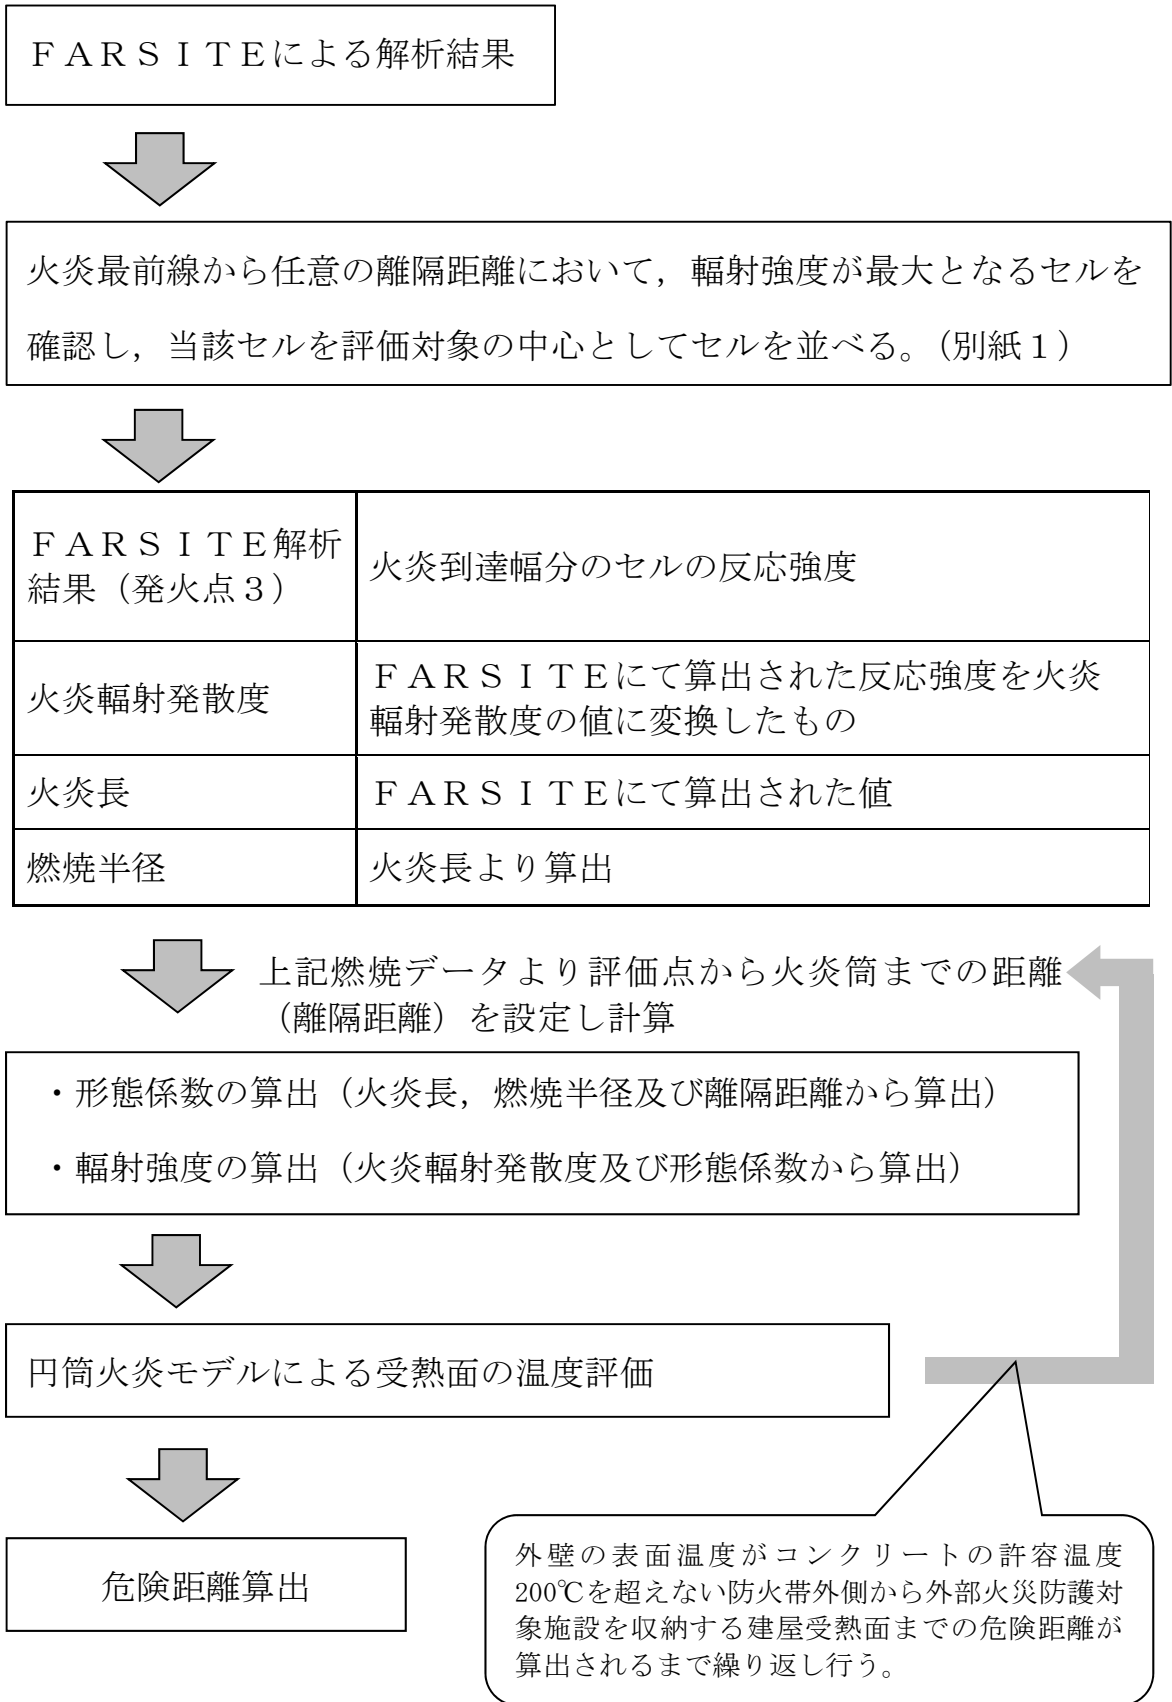 ＦＡＲＳＩＴＥによる解析結果
火炎最前線から任意の離隔距離において，輻射強度が最大となるセルを
確認し，当該セルを評価対象の中心としてセルを並べる。（別紙１）
ＦＡＲＳＩＴＥ解析
結果（発火点３）
火炎到達幅分のセルの反応強度
火炎輻射発散度
ＦＡＲＳＩＴＥにて算出された反応強度を火炎
輻射発散度の値に変換したもの
火炎長
ＦＡＲＳＩＴＥにて算出された値
燃焼半径
火炎長より算出
上記燃焼データより評価点から火炎筒までの距離
（離隔距離）を設定し計算
・形態係数の算出（火炎長，燃焼半径及び離隔距離から算出）
・輻射強度の算出（火炎輻射発散度及び形態係数から算出）
円筒火炎モデルによる受熱面の温度評価
危険距離算出
外壁の表面温度がコンクリートの許容温度
200℃を超えない防火帯外側から外部火災防護対
象施設を収納する建屋受熱面までの危険距離が
算出されるまで繰り返し行う。